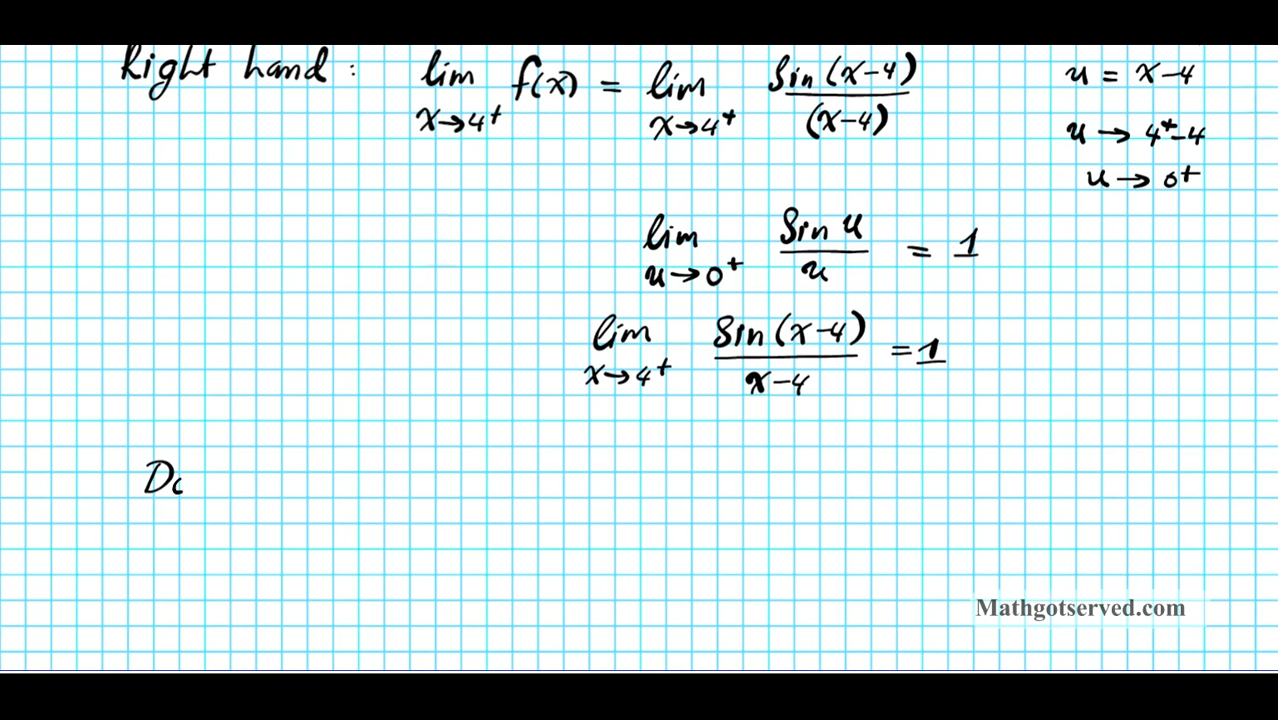 Right hand : lim x→4⁺ f(x) = lim x→4⁺ sin(x-4)/(x-4)
u = x-4
u → 4⁺-4
u → 0⁺
lim u→0⁺ sin u/u = 1
lim x→4⁺ sin(x-4)/x-4 = 1
Do
Mathgotserved.com